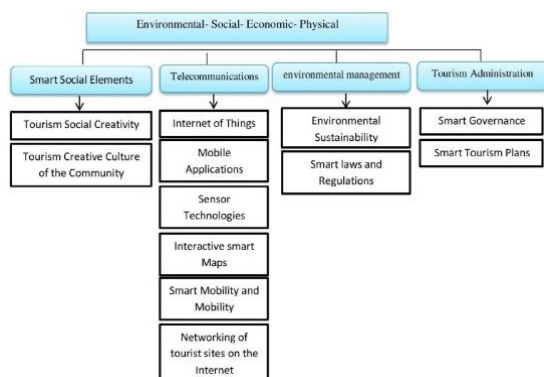 Environmental- Social- Economic- Physical
Smart Social Elements
Tourism Social Creativity
Tourism Creative Culture
of the Community
Telecommunications
Internet of Things
Mobile
Applications
Sensor
Technologies
Interactive smart
Maps
Smart Mobility and
Mobility
Networking of
tourist sites on the
Internet
environmental management
Environmental
Sustainability
Smart laws and
Regulations
Tourism Administration
Smart Governance
Smart Tourism Plans